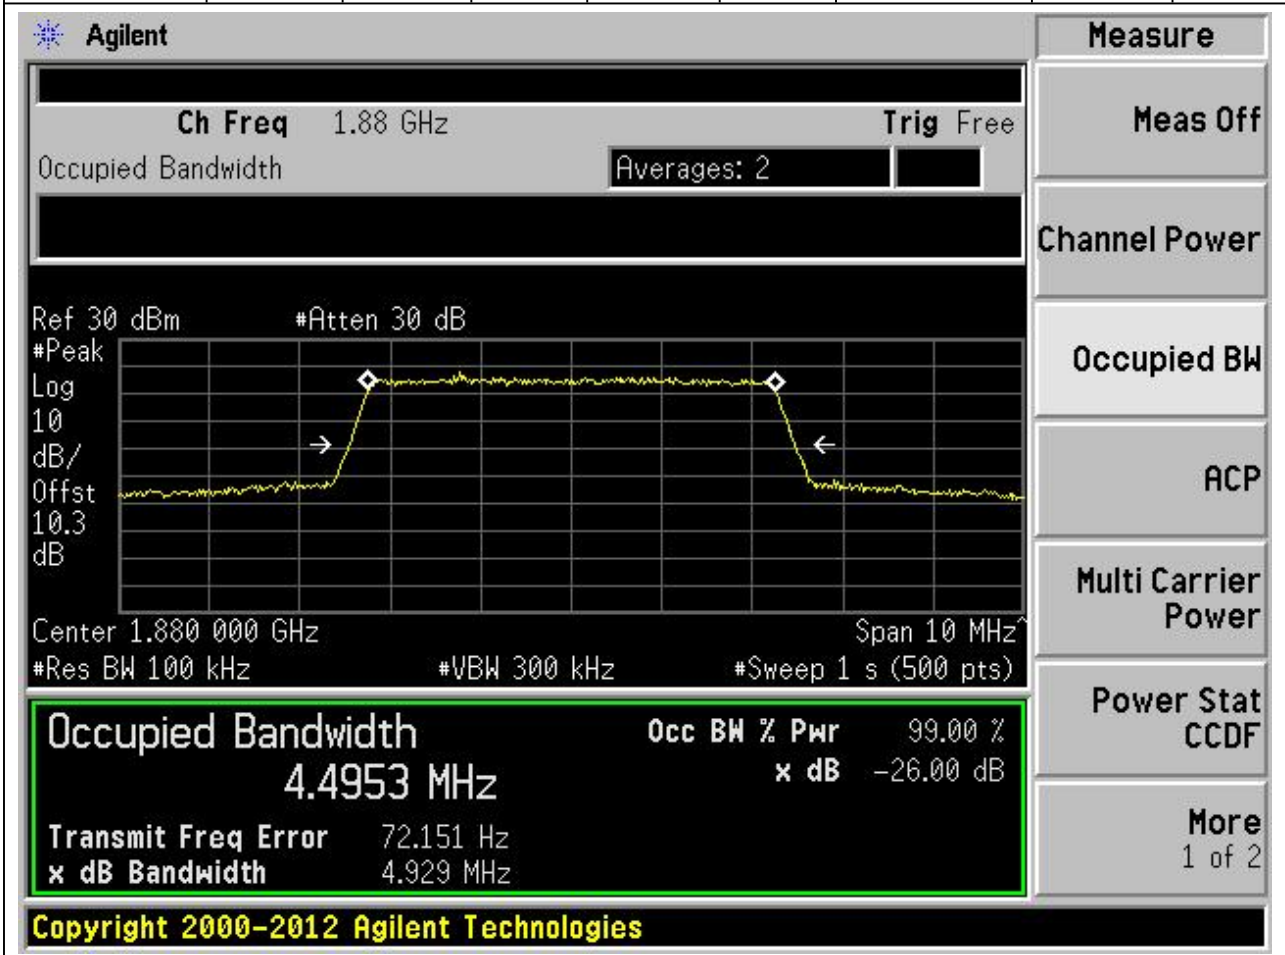 Agilent
Measure
Ch Freq 1.88 GHz Trig Free
Occupied Bandwidth Averages: 2
Meas Off
Channel Power
Occupied BW
ACP
Multi Carrier
Power
Power Stat
CCDF
More
1 of 2
Ref 30 dBm #Atten 30 dB
#Peak
Log
10
dB/
Offst
10.3
dB
Center 1.880 000 GHz Span 10 MHz^
#Res BW 100 kHz #VBW 300 kHz #Sweep 1 s (500 pts)
Occupied Bandwidth Occ BW % Pwr 99.00 %
4.4953 MHz x dB -26.00 dB
Transmit Freq Error 72.151 Hz
x dB Bandwidth 4.929 MHz
Copyright 2000-2012 Agilent Technologies